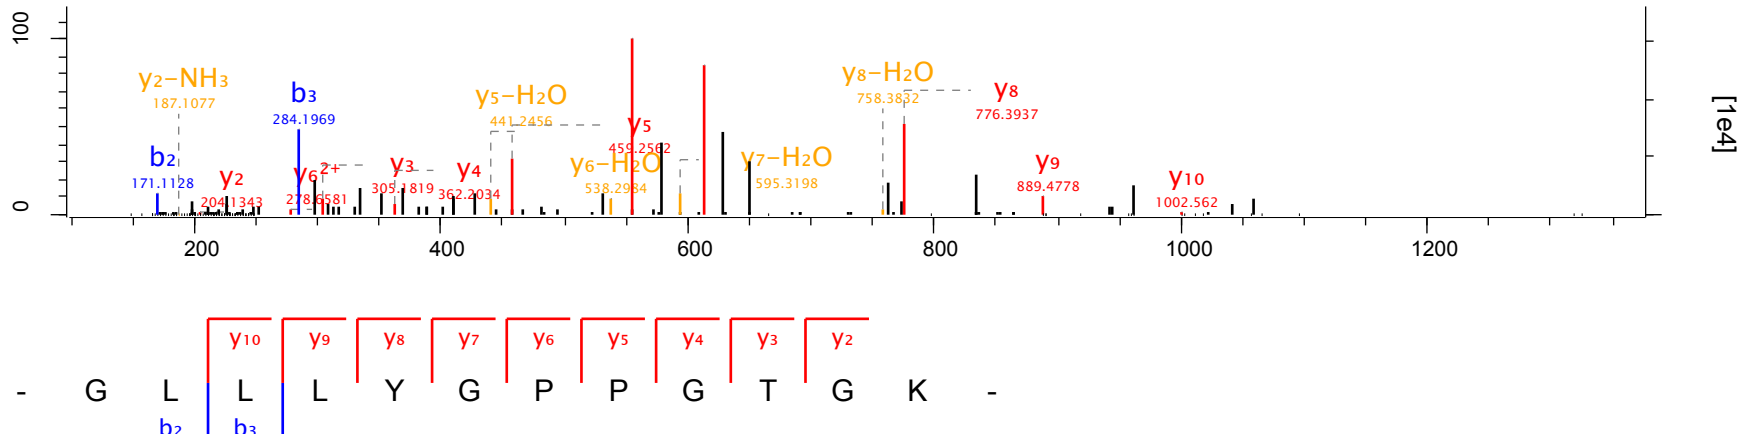 100
0
y2-NH3
187.1077
b2
171.1128
y2
204.1343
b3
284.1969
y6 2+
278.6581
y3
305.1819
y4
362.2034
y5-H2O
441.2456
y5
459.2562
y6-H2O
538.2984
y7-H2O
595.3198
y8-H2O
758.3832
y8
776.3937
y9
889.4778
y10
1002.562
[1e4]
200 400 600 800 1000 1200
y10 y9 y8 y7 y6 y5 y4 y3 y2
- G L L L Y G P P G T G K -
b2 b3